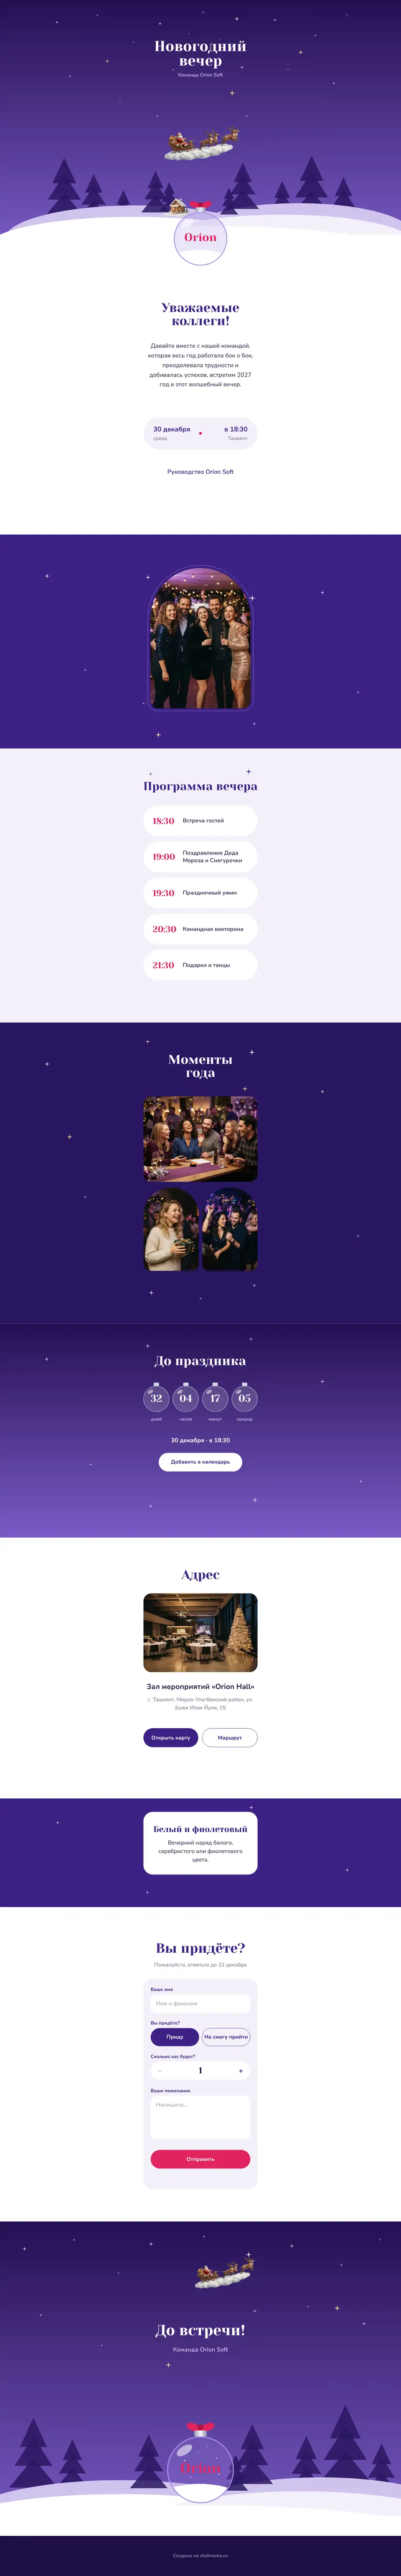 Новогодний
вечер
Команда Orion Soft
Orion
Уважаемые
коллеги!
Давайте вместе с нашей командой,
которая весь год работала бок о бок,
преодолевала трудности и
добивалась успехов, встретим 2027
год в этот волшебный вечер.
30 декабря
в 18:30
среда
Ташкент
Руководство Orion Soft
Программа вечера
18:30 Встреча гостей
19:00 Поздравление Деда
Мороза и Снегурочки
19:30 Праздничный ужин
20:30 Командная викторина
21:30 Подарки и танцы
Моменты
года
До праздника
32 04 17 05
дней часов минут секунд
30 декабря · в 18:30
Добавить в календарь
Адрес
Зал мероприятий «Orion Hall»
г. Ташкент, Мирзо-Улугбекский район, ул.
Буюк Ипак Йули, 15
Открыть карту Маршрут
Белый и фиолетовый
Вечерний наряд белого,
серебристого или фиолетового
цвета.
Вы придёте?
Пожалуйста, ответьте до 22 декабря
Ваше имя
Имя и фамилия
Вы придёте?
Приду Не смогу прийти
Сколько вас будет?
− 1 +
Ваши пожелания
Напишите...
Отправить
До встречи!
Команда Orion Soft
Orion
Создано на shohnoma.uz